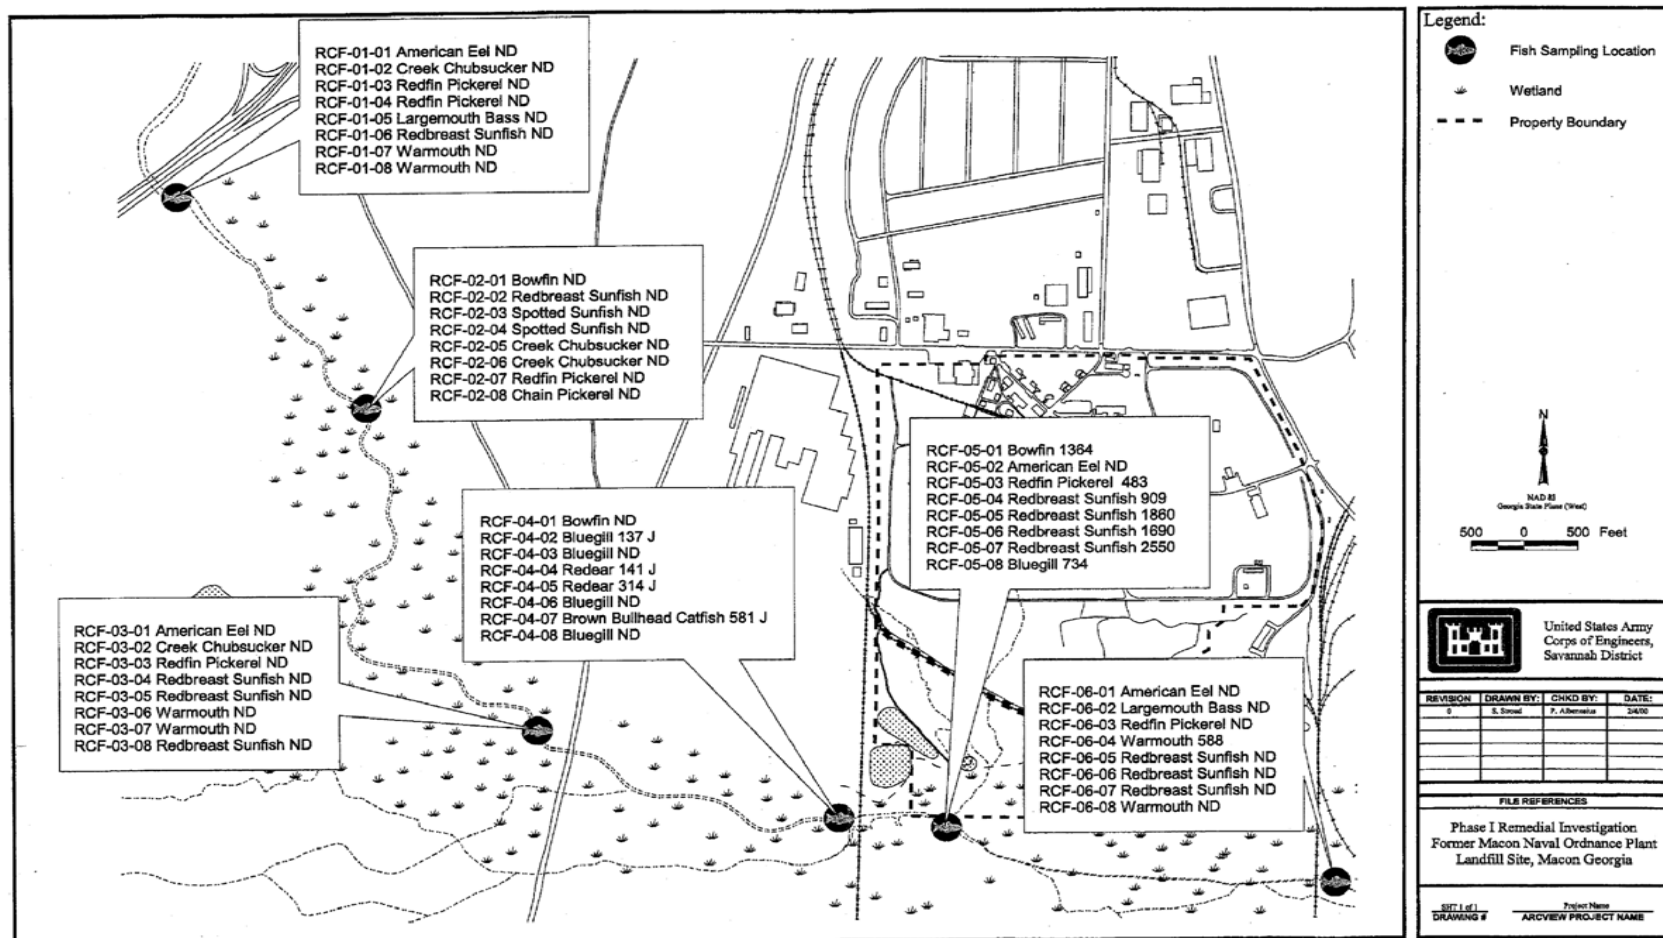 RCF-01-01 American Eel ND
RCF-01-02 Creek Chubsucker ND
RCF-01-03 Redfin Pickerel ND
RCF-01-04 Redfin Pickerel ND
RCF-01-05 Largemouth Bass ND
RCF-01-06 Redbreast Sunfish ND
RCF-01-07 Warmouth ND
RCF-01-08 Warmouth ND
RCF-02-01 Bowfin ND
RCF-02-02 Redbreast Sunfish ND
RCF-02-03 Spotted Sunfish ND
RCF-02-04 Spotted Sunfish ND
RCF-02-05 Creek Chubsucker ND
RCF-02-06 Creek Chubsucker ND
RCF-02-07 Redfin Pickerel ND
RCF-02-08 Chain Pickerel ND
RCF-03-01 American Eel ND
RCF-03-02 Creek Chubsucker ND
RCF-03-03 Redfin Pickerel ND
RCF-03-04 Redbreast Sunfish ND
RCF-03-05 Redbreast Sunfish ND
RCF-03-06 Warmouth ND
RCF-03-07 Warmouth ND
RCF-03-08 Redbreast Sunfish ND
RCF-04-01 Bowfin ND
RCF-04-02 Bluegill 137 J
RCF-04-03 Bluegill ND
RCF-04-04 Redear 141 J
RCF-04-05 Redear 314 J
RCF-04-06 Bluegill ND
RCF-04-07 Brown Bullhead Catfish 581 J
RCF-04-08 Bluegill ND
RCF-05-01 Bowfin 1364
RCF-05-02 American Eel ND
RCF-05-03 Redfin Pickerel 483
RCF-05-04 Redbreast Sunfish 909
RCF-05-05 Redbreast Sunfish 1860
RCF-05-06 Redbreast Sunfish 1690
RCF-05-07 Redbreast Sunfish 2550
RCF-05-08 Bluegill 734
RCF-06-01 American Eel ND
RCF-06-02 Largemouth Bass ND
RCF-06-03 Redfin Pickerel ND
RCF-06-04 Warmouth 588
RCF-06-05 Redbreast Sunfish ND
RCF-06-06 Redbreast Sunfish ND
RCF-06-07 Redbreast Sunfish ND
RCF-06-08 Warmouth ND
Legend:
Fish Sampling Location
Wetland
Property Boundary
N
NAD 83
Georgia State Plane (West)
500 0 500 Feet
United States Army
Corps of Engineers,
Savannah District
REVISION DRAWN BY: CHKD BY: DATE:
0 S. Stroud
FILE REFERENCES
Phase I Remedial Investigation
Former Macon Naval Ordnance Plant
Landfill Site, Macon Georgia
SHT 1 of 1 Project Name
DRAWING # ARCVIEW PROJECT NAME